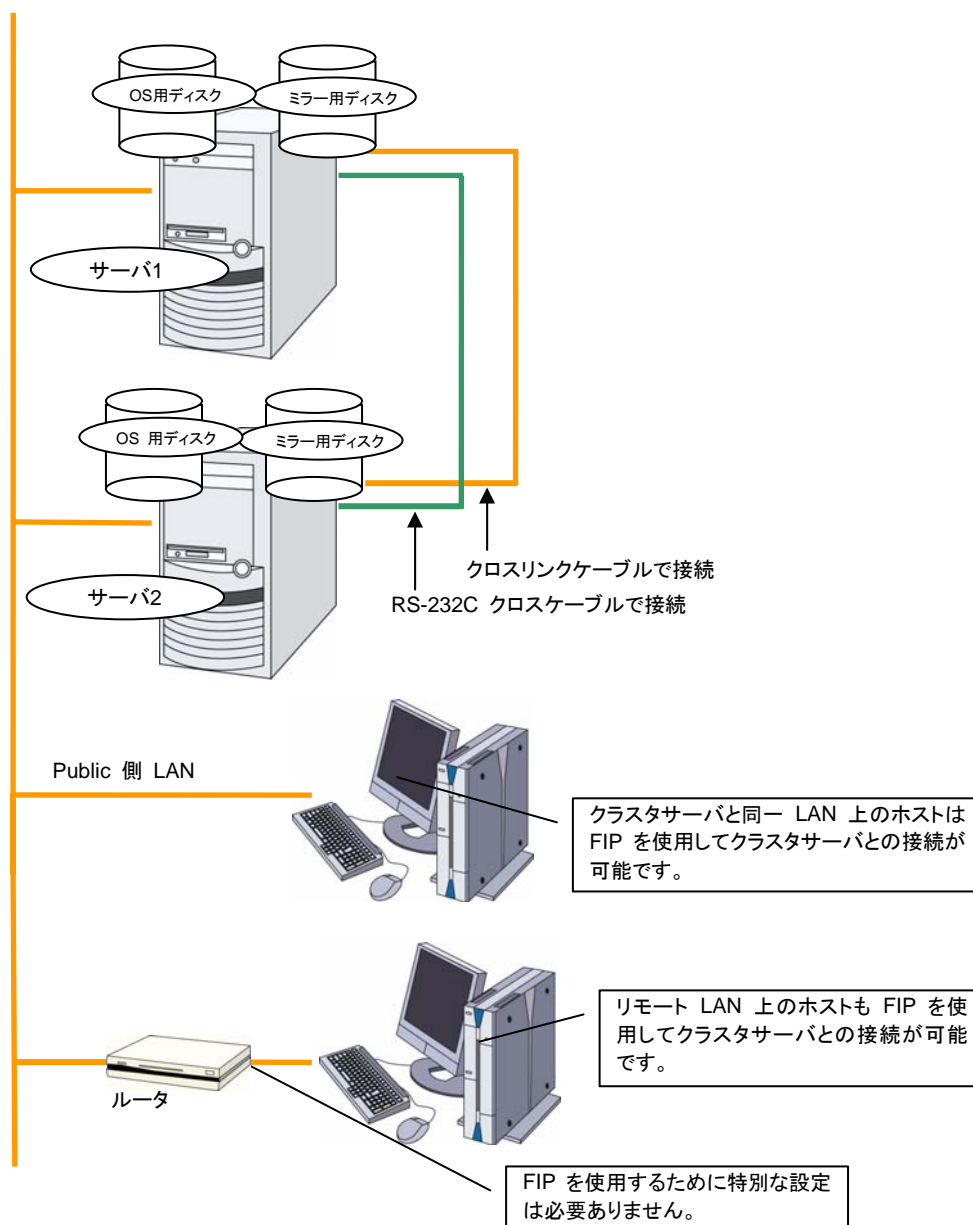 OS用ディスク
ミラー用ディスク
サーバ1
OS 用ディスク
ミラー用ディスク
サーバ2
クロスリンクケーブルで接続
RS-232C クロスケーブルで接続
Public 側 LAN
クラスタサーバと同一 LAN 上のホストは
FIP を使用してクラスタサーバとの接続が
可能です。
リモート LAN 上のホストも FIP を使
用してクラスタサーバとの接続が可能
です。
ルータ
FIP を使用するために特別な設定
は必要ありません。